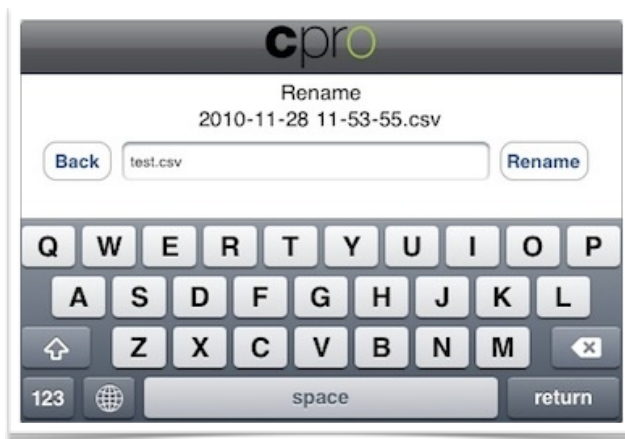 cpro
Rename
2010-11-28 11-53-55.csv
Back test.csv Rename
Q W E R T Y U I O P
A S D F G H J K L
Z X C V B N M
123 space return